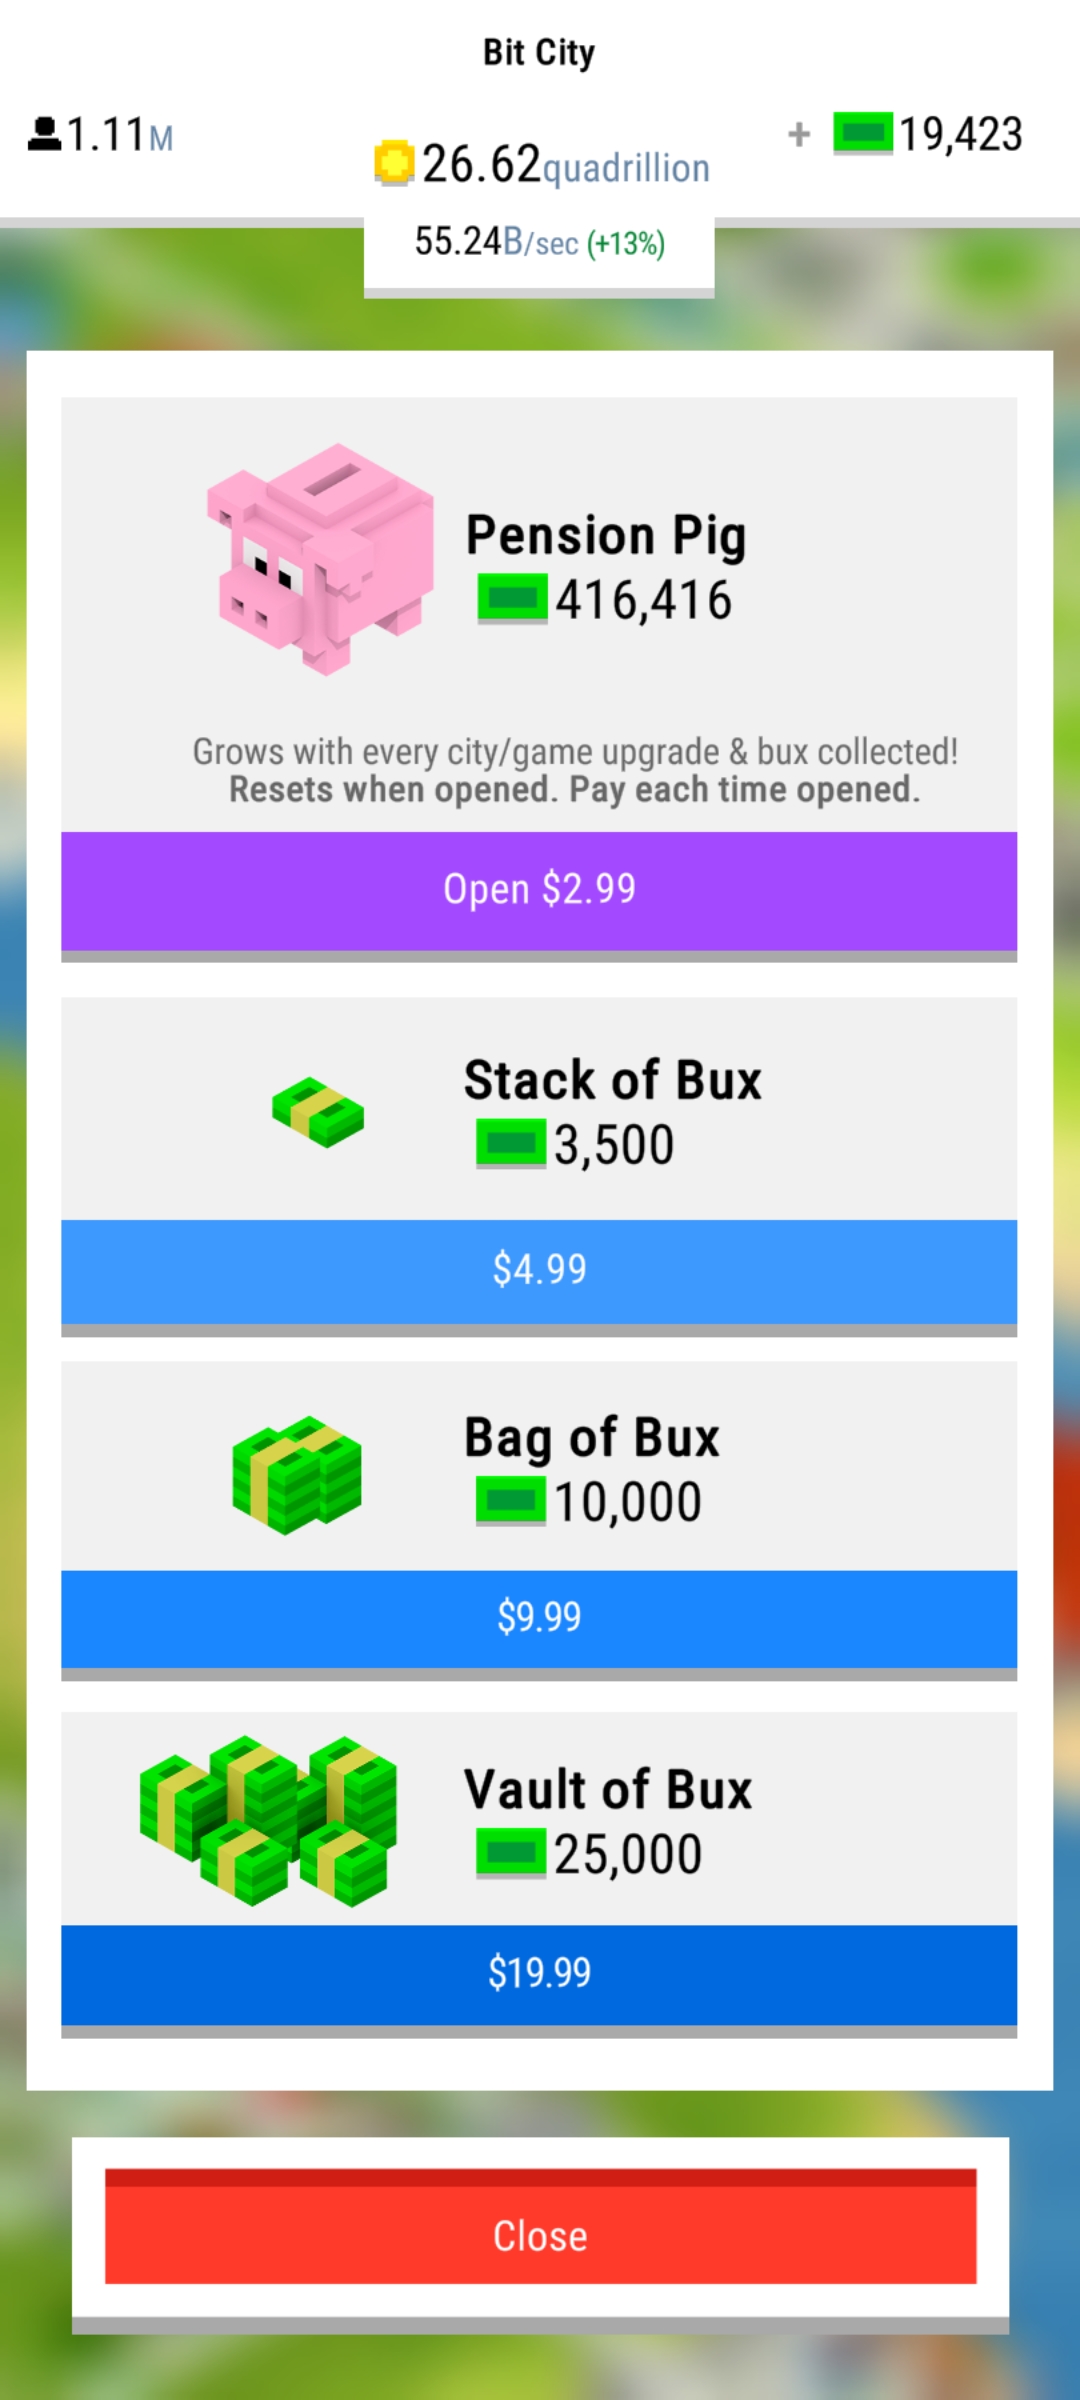 Bit City
1.11M
26.62quadrillion
+ 19,423
55.24B/sec (+13%)
Pension Pig
416,416
Grows with every city/game upgrade & bux collected!
Resets when opened. Pay each time opened.
Open $2.99
Stack of Bux
3,500
$4.99
Bag of Bux
10,000
$9.99
Vault of Bux
25,000
$19.99
Close